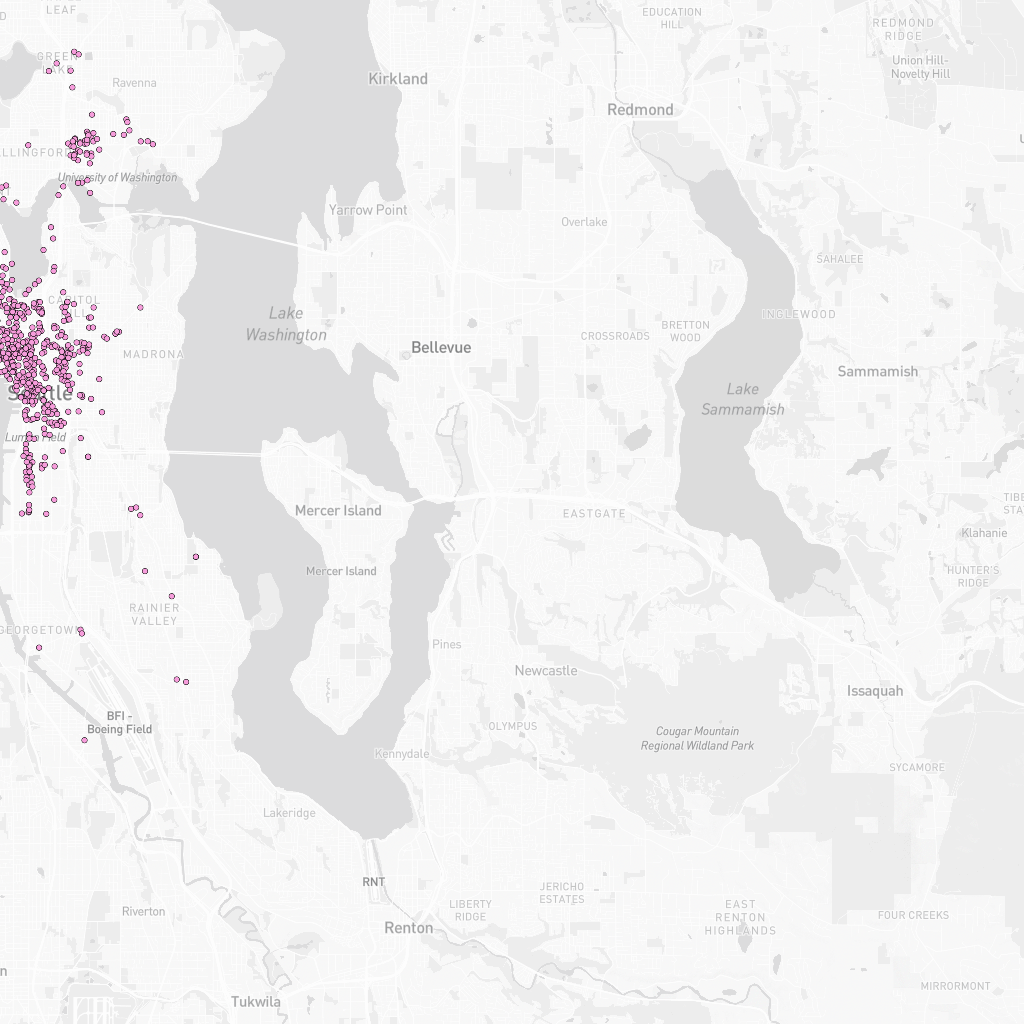 LEAF
D
EDUCATION
HILL
REDMOND
RIDGE
GREEN
LAKE
Union Hill-
Novelty Hill
Ravenna
Kirkland
Redmond
ALLINGFORD
University of Washington
Yarrow Point
Overlake
SAHALEE
CAPITOL
HILL
Lake
Washington
INGLEWOOD
BRETTON
WOOD
CROSSROADS
MADRONA
Bellevue
Sammamish
Lake
Sammamish
Seattle
Lumen Field
Mercer Island
EASTGATE
TIBE
STA
Klahanie
Mercer Island
HUNTER'S
RIDGE
RAINIER
VALLEY
GEORGETOWN
Pines
Newcastle
Issaquah
BFI -
Boeing Field
OLYMPUS
Cougar Mountain
Regional Wildland Park
Kennydale
SYCAMORE
Lakeridge
RNT
JERICHO
ESTATES
LIBERTY
RIDGE
Riverton
EAST
RENTON
HIGHLANDS
FOUR CREEKS
Renton
n
MIRRORMONT
Tukwila